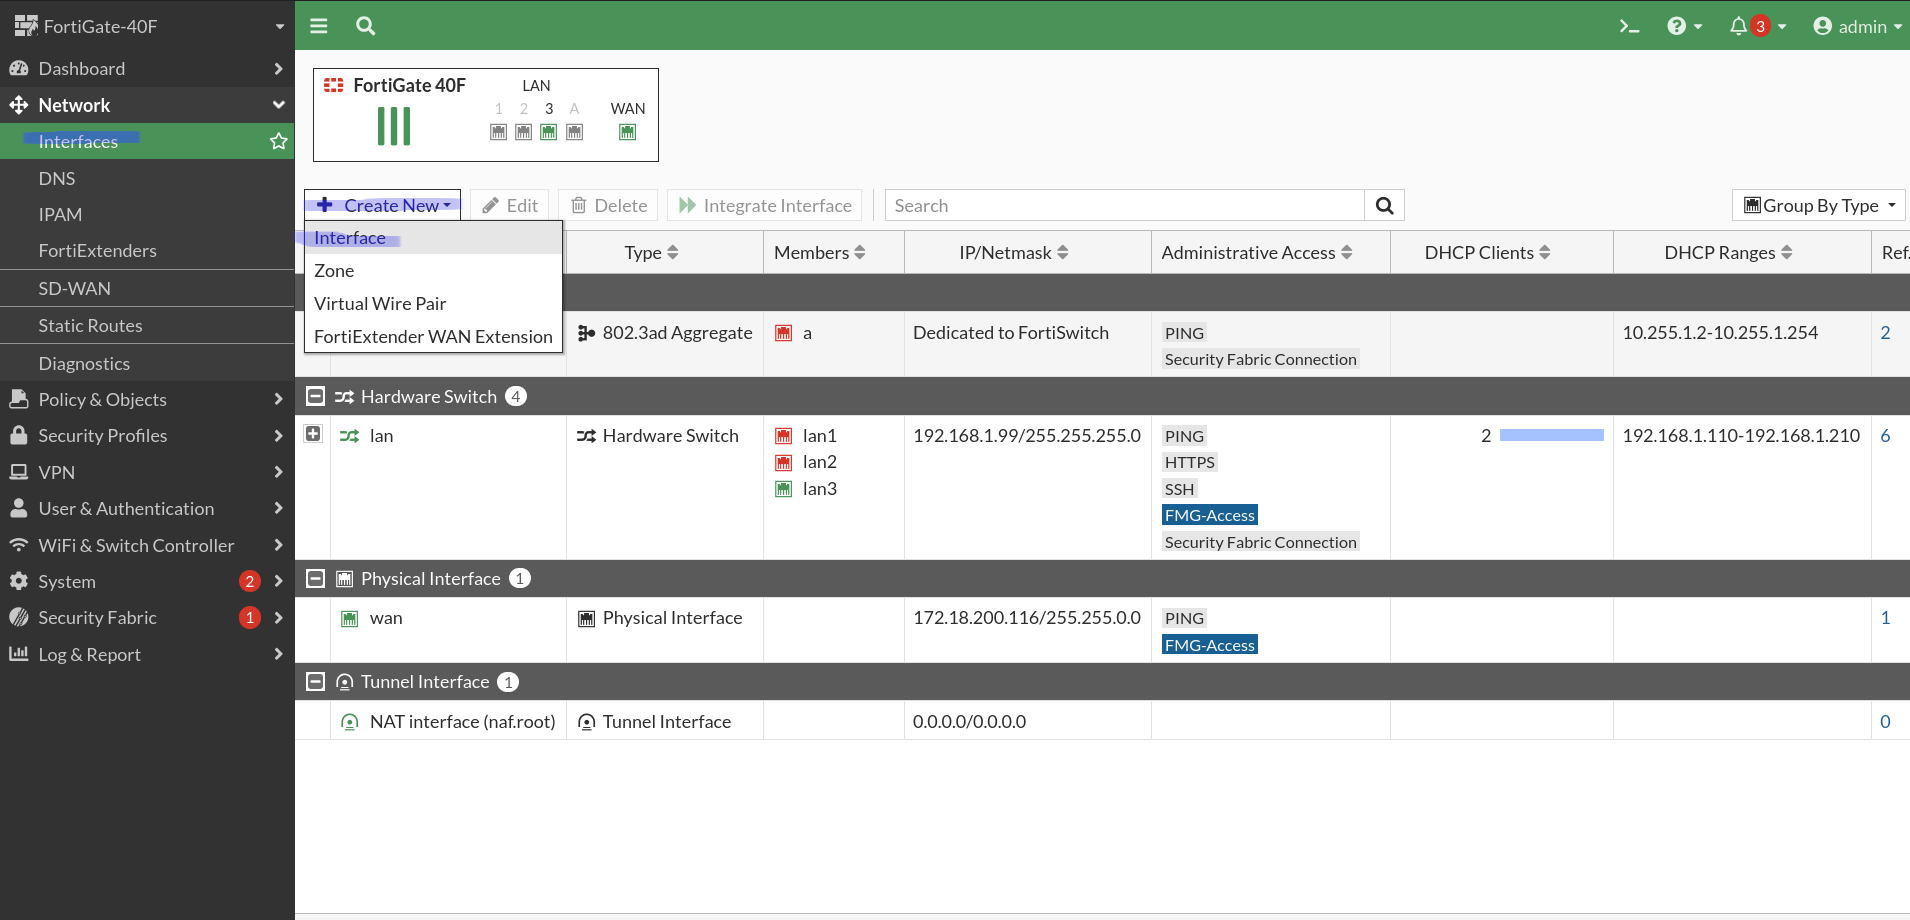 FortiGate-40F
3
admin
Dashboard
Network
Interfaces
DNS
IPAM
FortiExtenders
SD-WAN
Static Routes
Diagnostics
Policy & Objects
Security Profiles
VPN
User & Authentication
WiFi & Switch Controller
System 2
Security Fabric 1
Log & Report
FortiGate 40F
LAN
1 2 3 A WAN
Create New Edit Delete Integrate Interface Search Group By Type
Interface
Zone
Virtual Wire Pair
FortiExtender WAN Extension
Type Members IP/Netmask Administrative Access DHCP Clients DHCP Ranges Ref.
802.3ad Aggregate a Dedicated to FortiSwitch PING 10.255.1.2-10.255.1.254 2
Security Fabric Connection
Hardware Switch 4
lan Hardware Switch lan1 192.168.1.99/255.255.255.0 PING 2 192.168.1.110-192.168.1.210 6
lan2 HTTPS
lan3 SSH
FMG-Access
Security Fabric Connection
Physical Interface 1
wan Physical Interface 172.18.200.116/255.255.0.0 PING 1
FMG-Access
Tunnel Interface 1
NAT interface (naf.root) Tunnel Interface 0.0.0.0/0.0.0.0 0